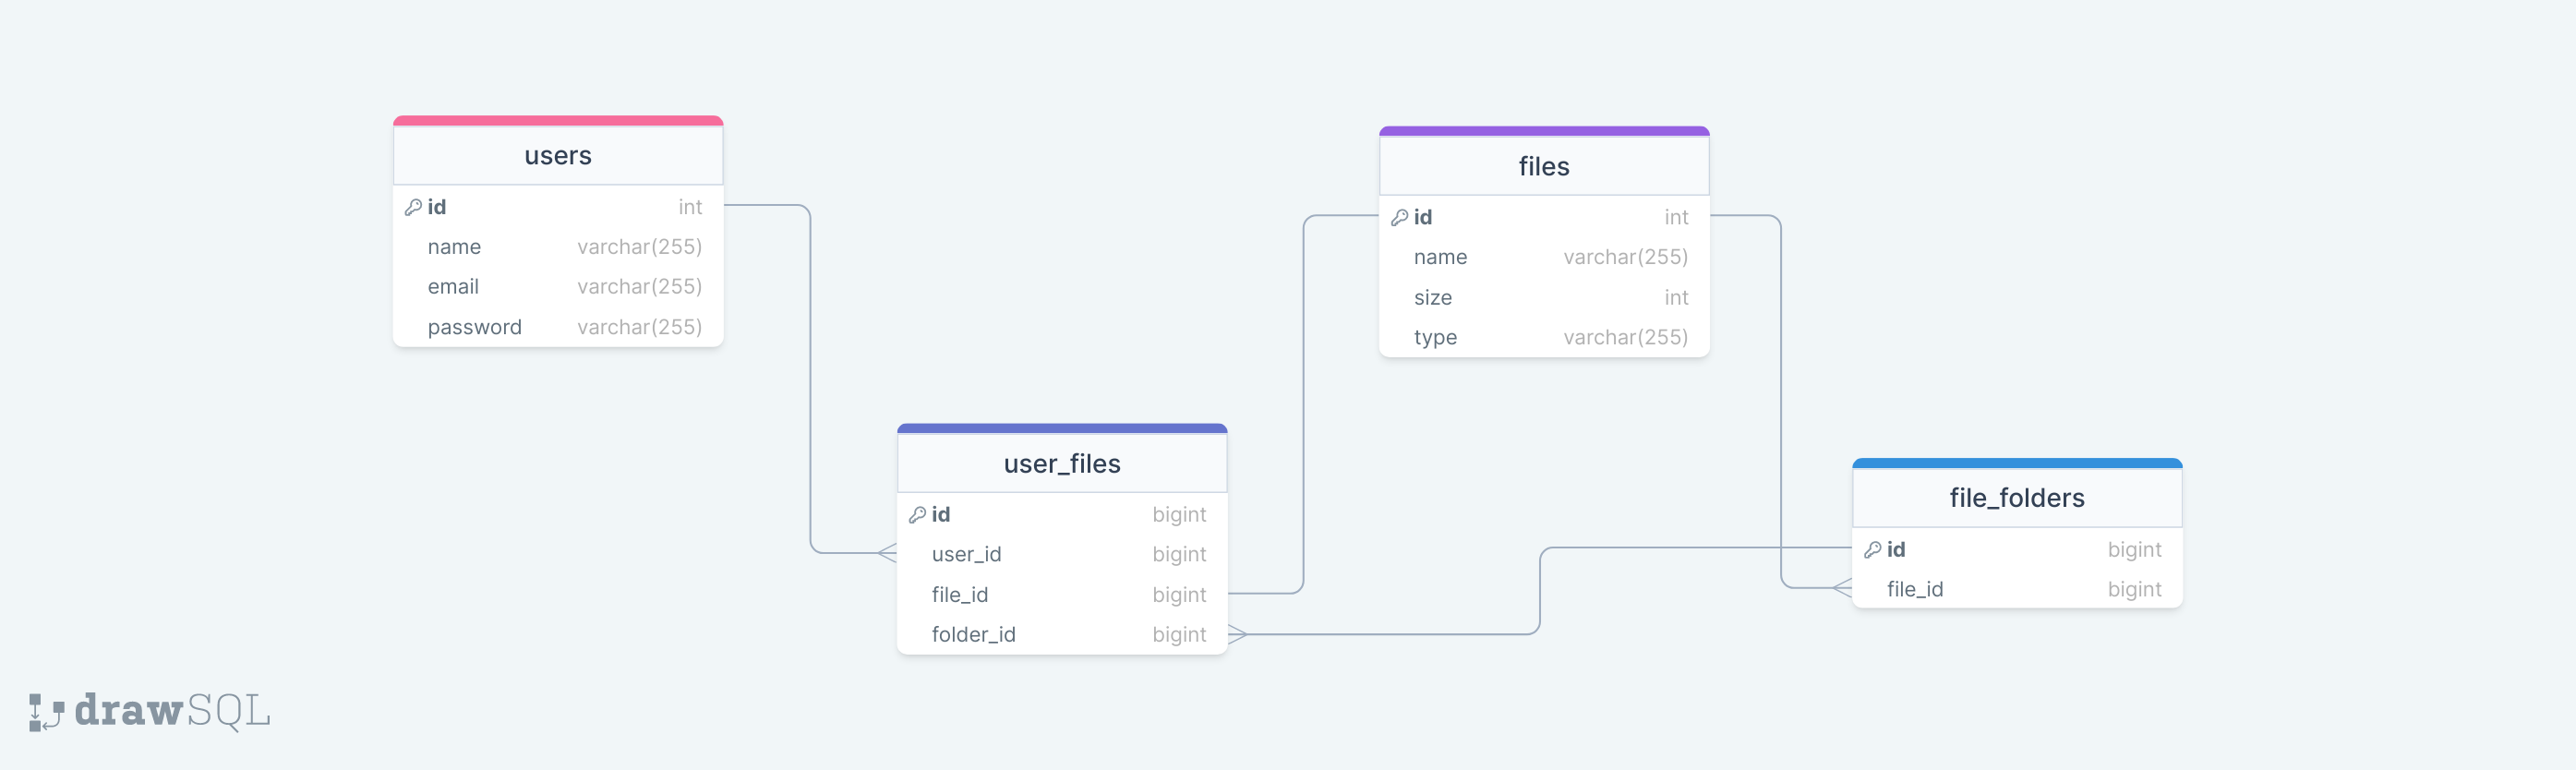 users
id int
name varchar(255)
email varchar(255)
password varchar(255)
files
id int
name varchar(255)
size int
type varchar(255)
user_files
id bigint
user_id bigint
file_id bigint
folder_id bigint
file_folders
id bigint
file_id bigint
drawSQL